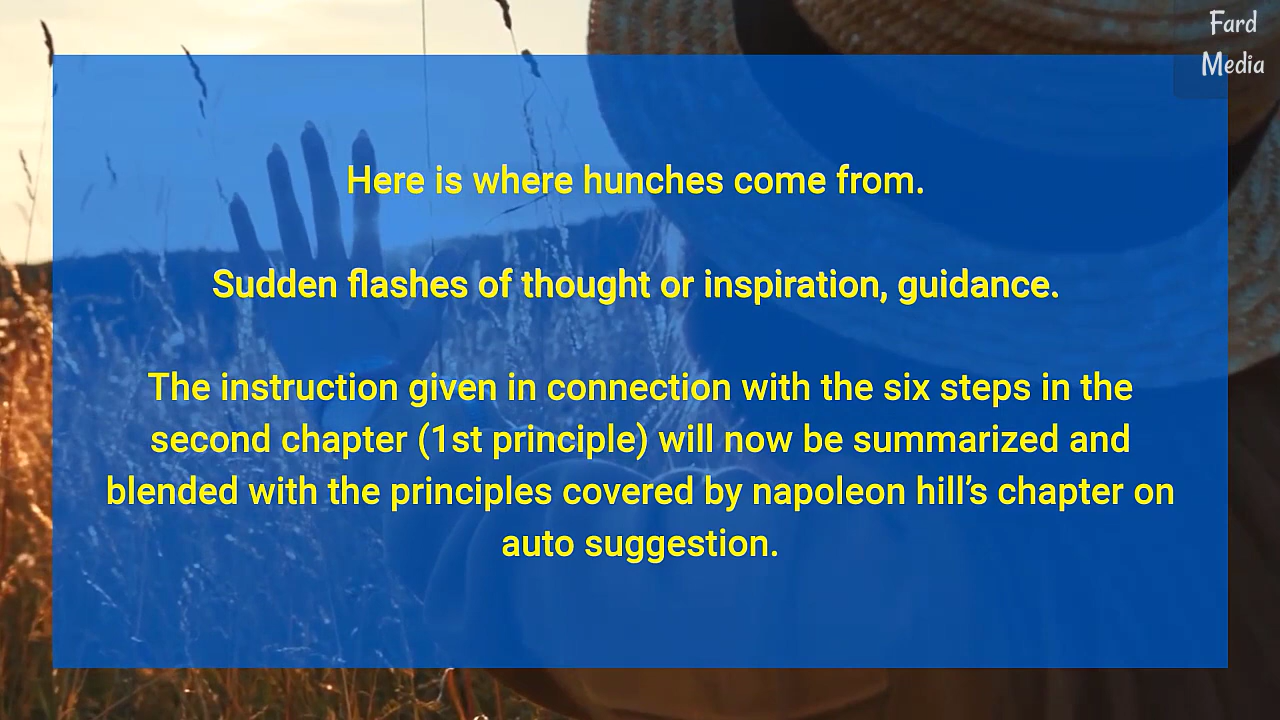 Fard
Media
Here is where hunches come from.
Sudden flashes of thought or inspiration, guidance.
The instruction given in connection with the six steps in the
second chapter (1st principle) will now be summarized and
blended with the principles covered by napoleon hill's chapter on
auto suggestion.